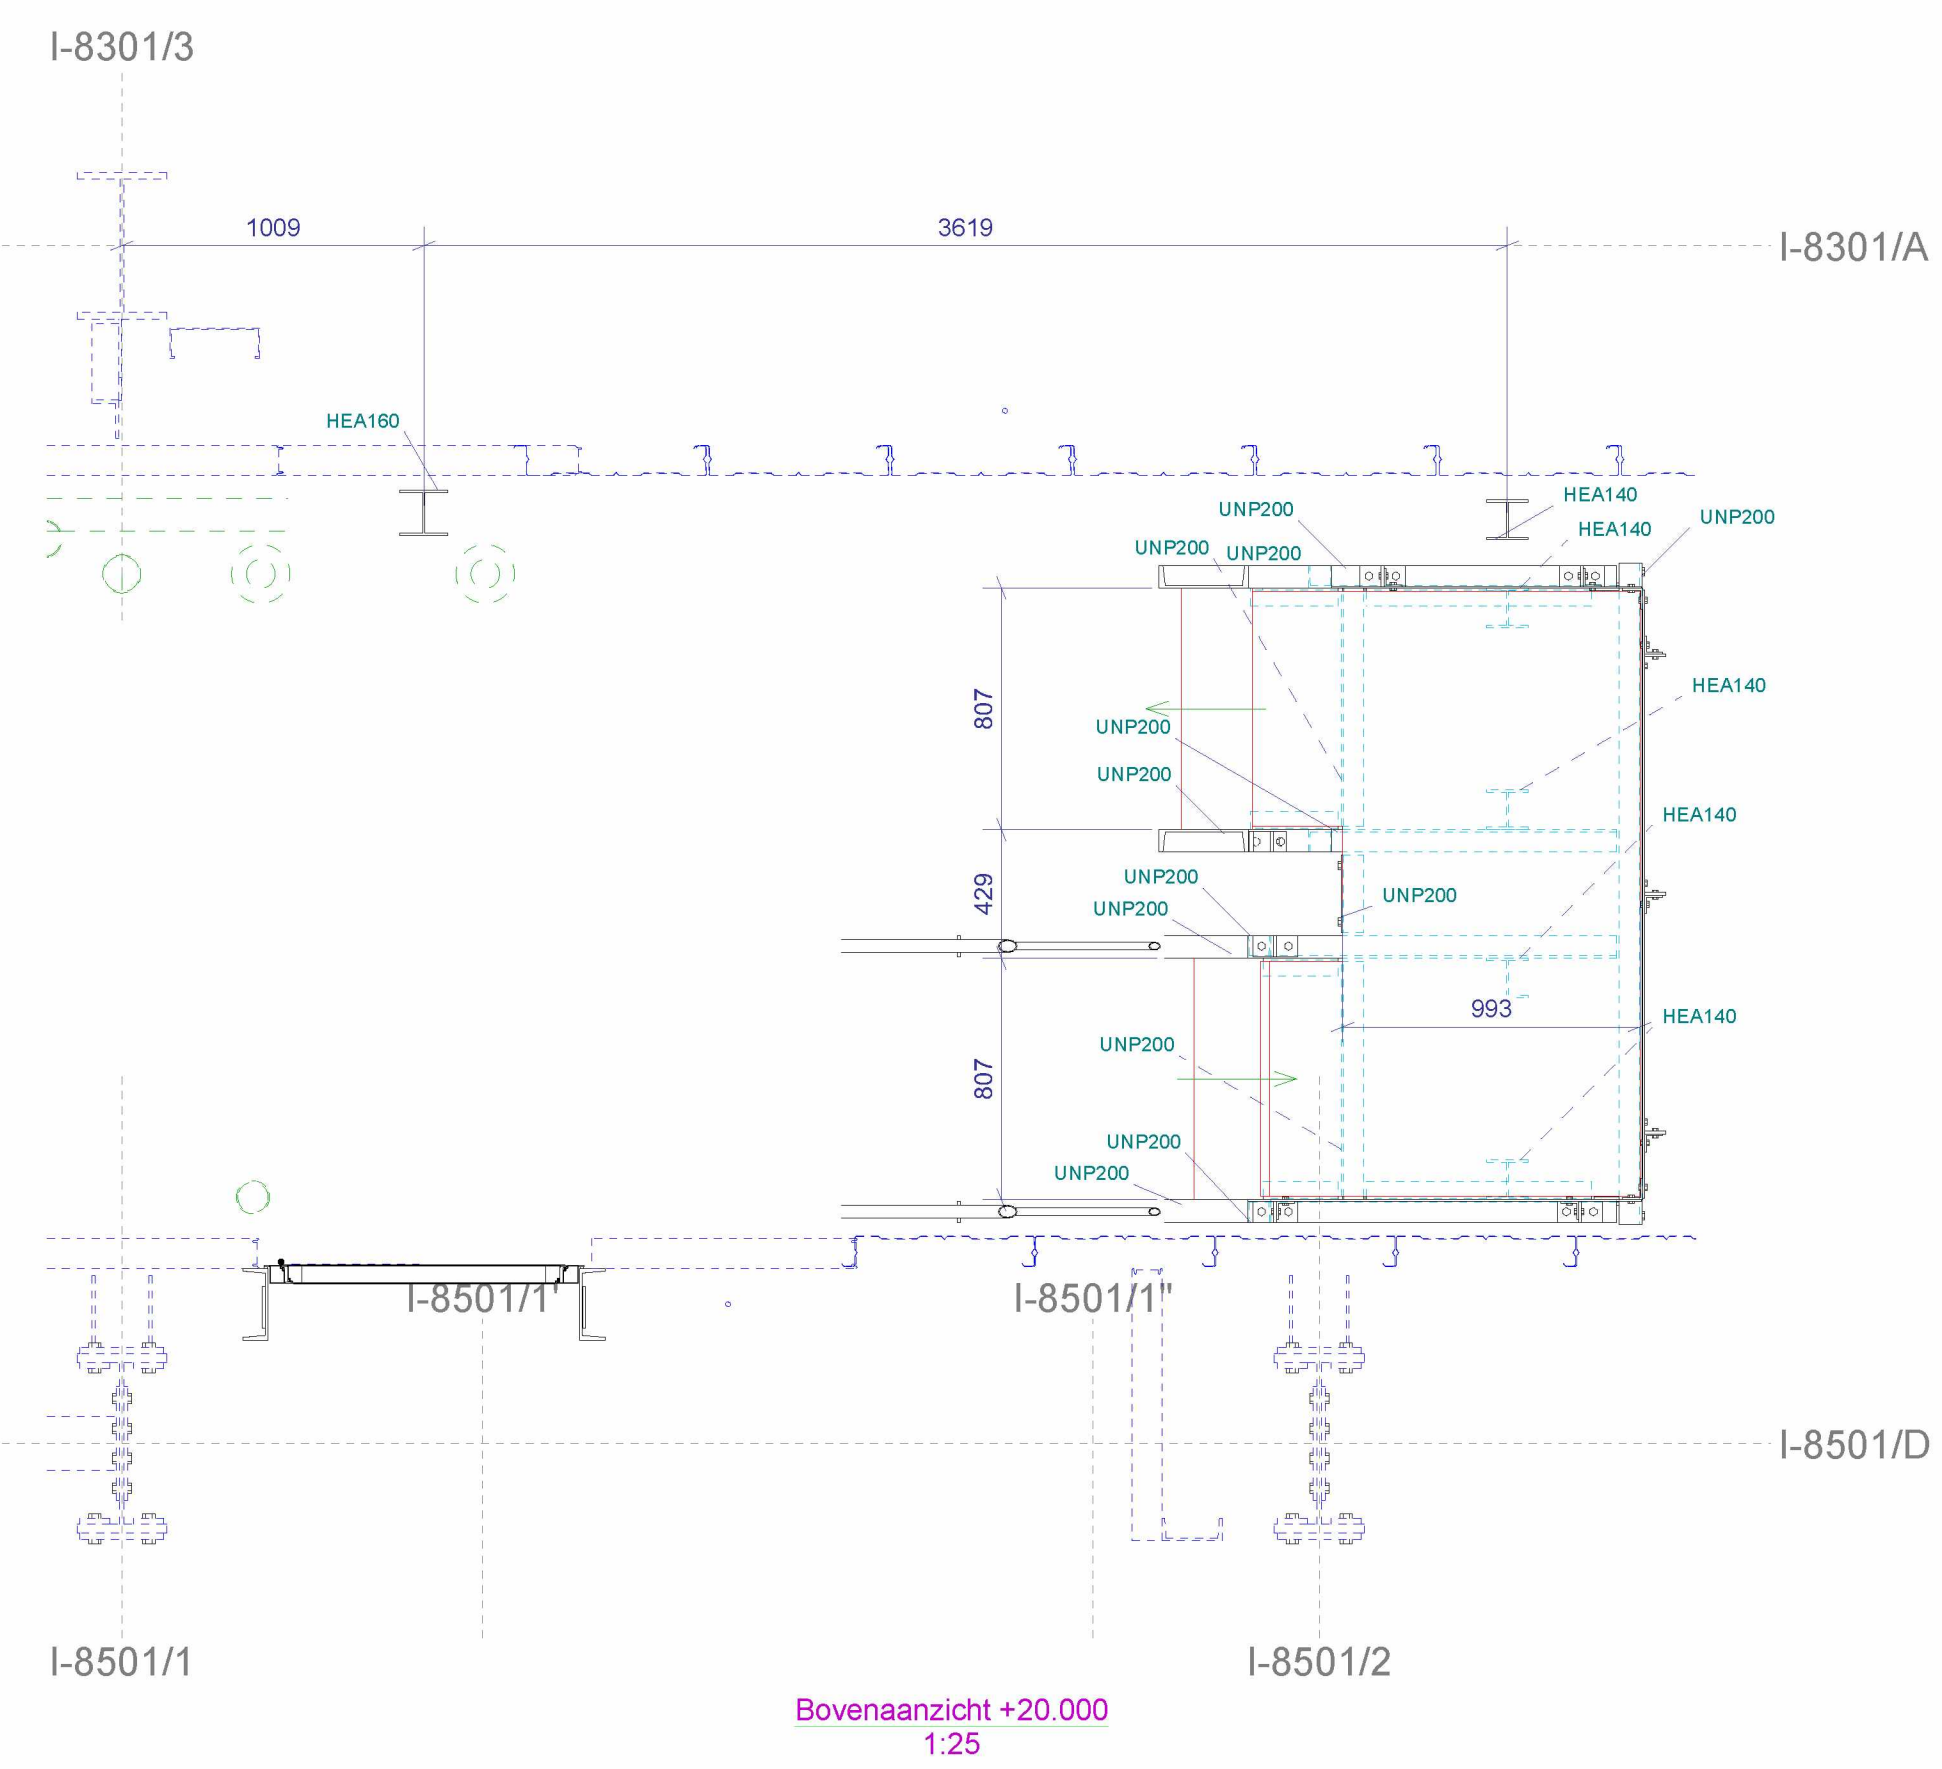 I-8301/3
1009
3619
I-8301/A
HEA160
HEA140
UNP200
UNP200
HEA140
UNP200
UNP200
HEA140
807
UNP200
UNP200
HEA140
UNP200
429
UNP200
UNP200
993
HEA140
UNP200
807
UNP200
UNP200
I-8501/1'
I-8501/1"
I-8501/D
I-8501/1
I-8501/2
Bovenaanzicht +20.000
1:25